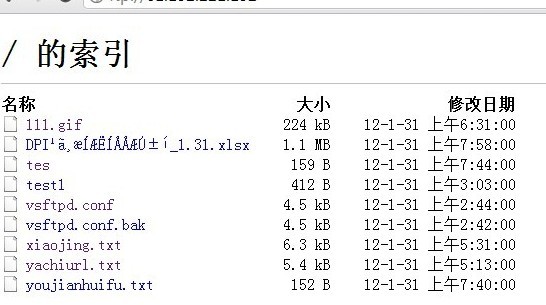 / 的索引
名称 大小 修改日期
111.gif 224 kB 12-1-31 上午6:31:00
1.1 MB 12-1-31 上午7:58:00
tes 159 B 12-1-31 上午7:44:00
test1 412 B 12-1-31 上午3:03:00
vsftpd.conf 4.5 kB 12-1-31 上午2:44:00
vsftpd.conf.bak 4.5 kB 12-1-31 上午2:42:00
xiaojing.txt 6.3 kB 12-1-31 上午5:31:00
yachiurl.txt 5.4 kB 12-1-31 上午5:13:00
youjianhuifu.txt 152 B 12-1-31 上午7:40:00